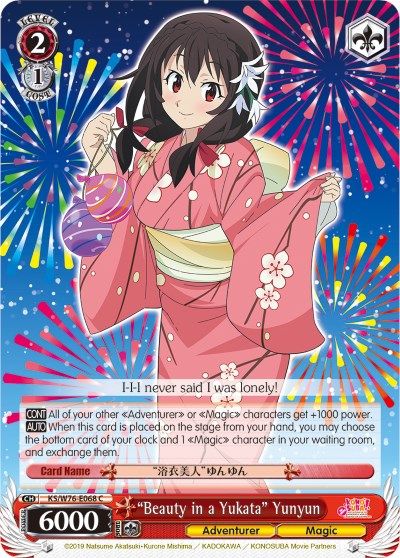 LEVEL
2
1
COST
I-I-I never said I was lonely!
CONT All of your other «Adventurer» or «Magic» characters get +1000 power.
AUTO When this card is placed on the stage from your hand, you may choose
the bottom card of your clock and 1 «Magic» character in your waiting room,
and exchange them.
Card Name
"浴衣美人"ゆんゆん
CH KS/W76-E068 C
POWER 6000
"Beauty in a Yukata" Yunyun
Adventurer
Magic
©2019 Natsume Akatsuki・Kurone Mishima / KADOKAWA / KONOSUBA Movie Partners